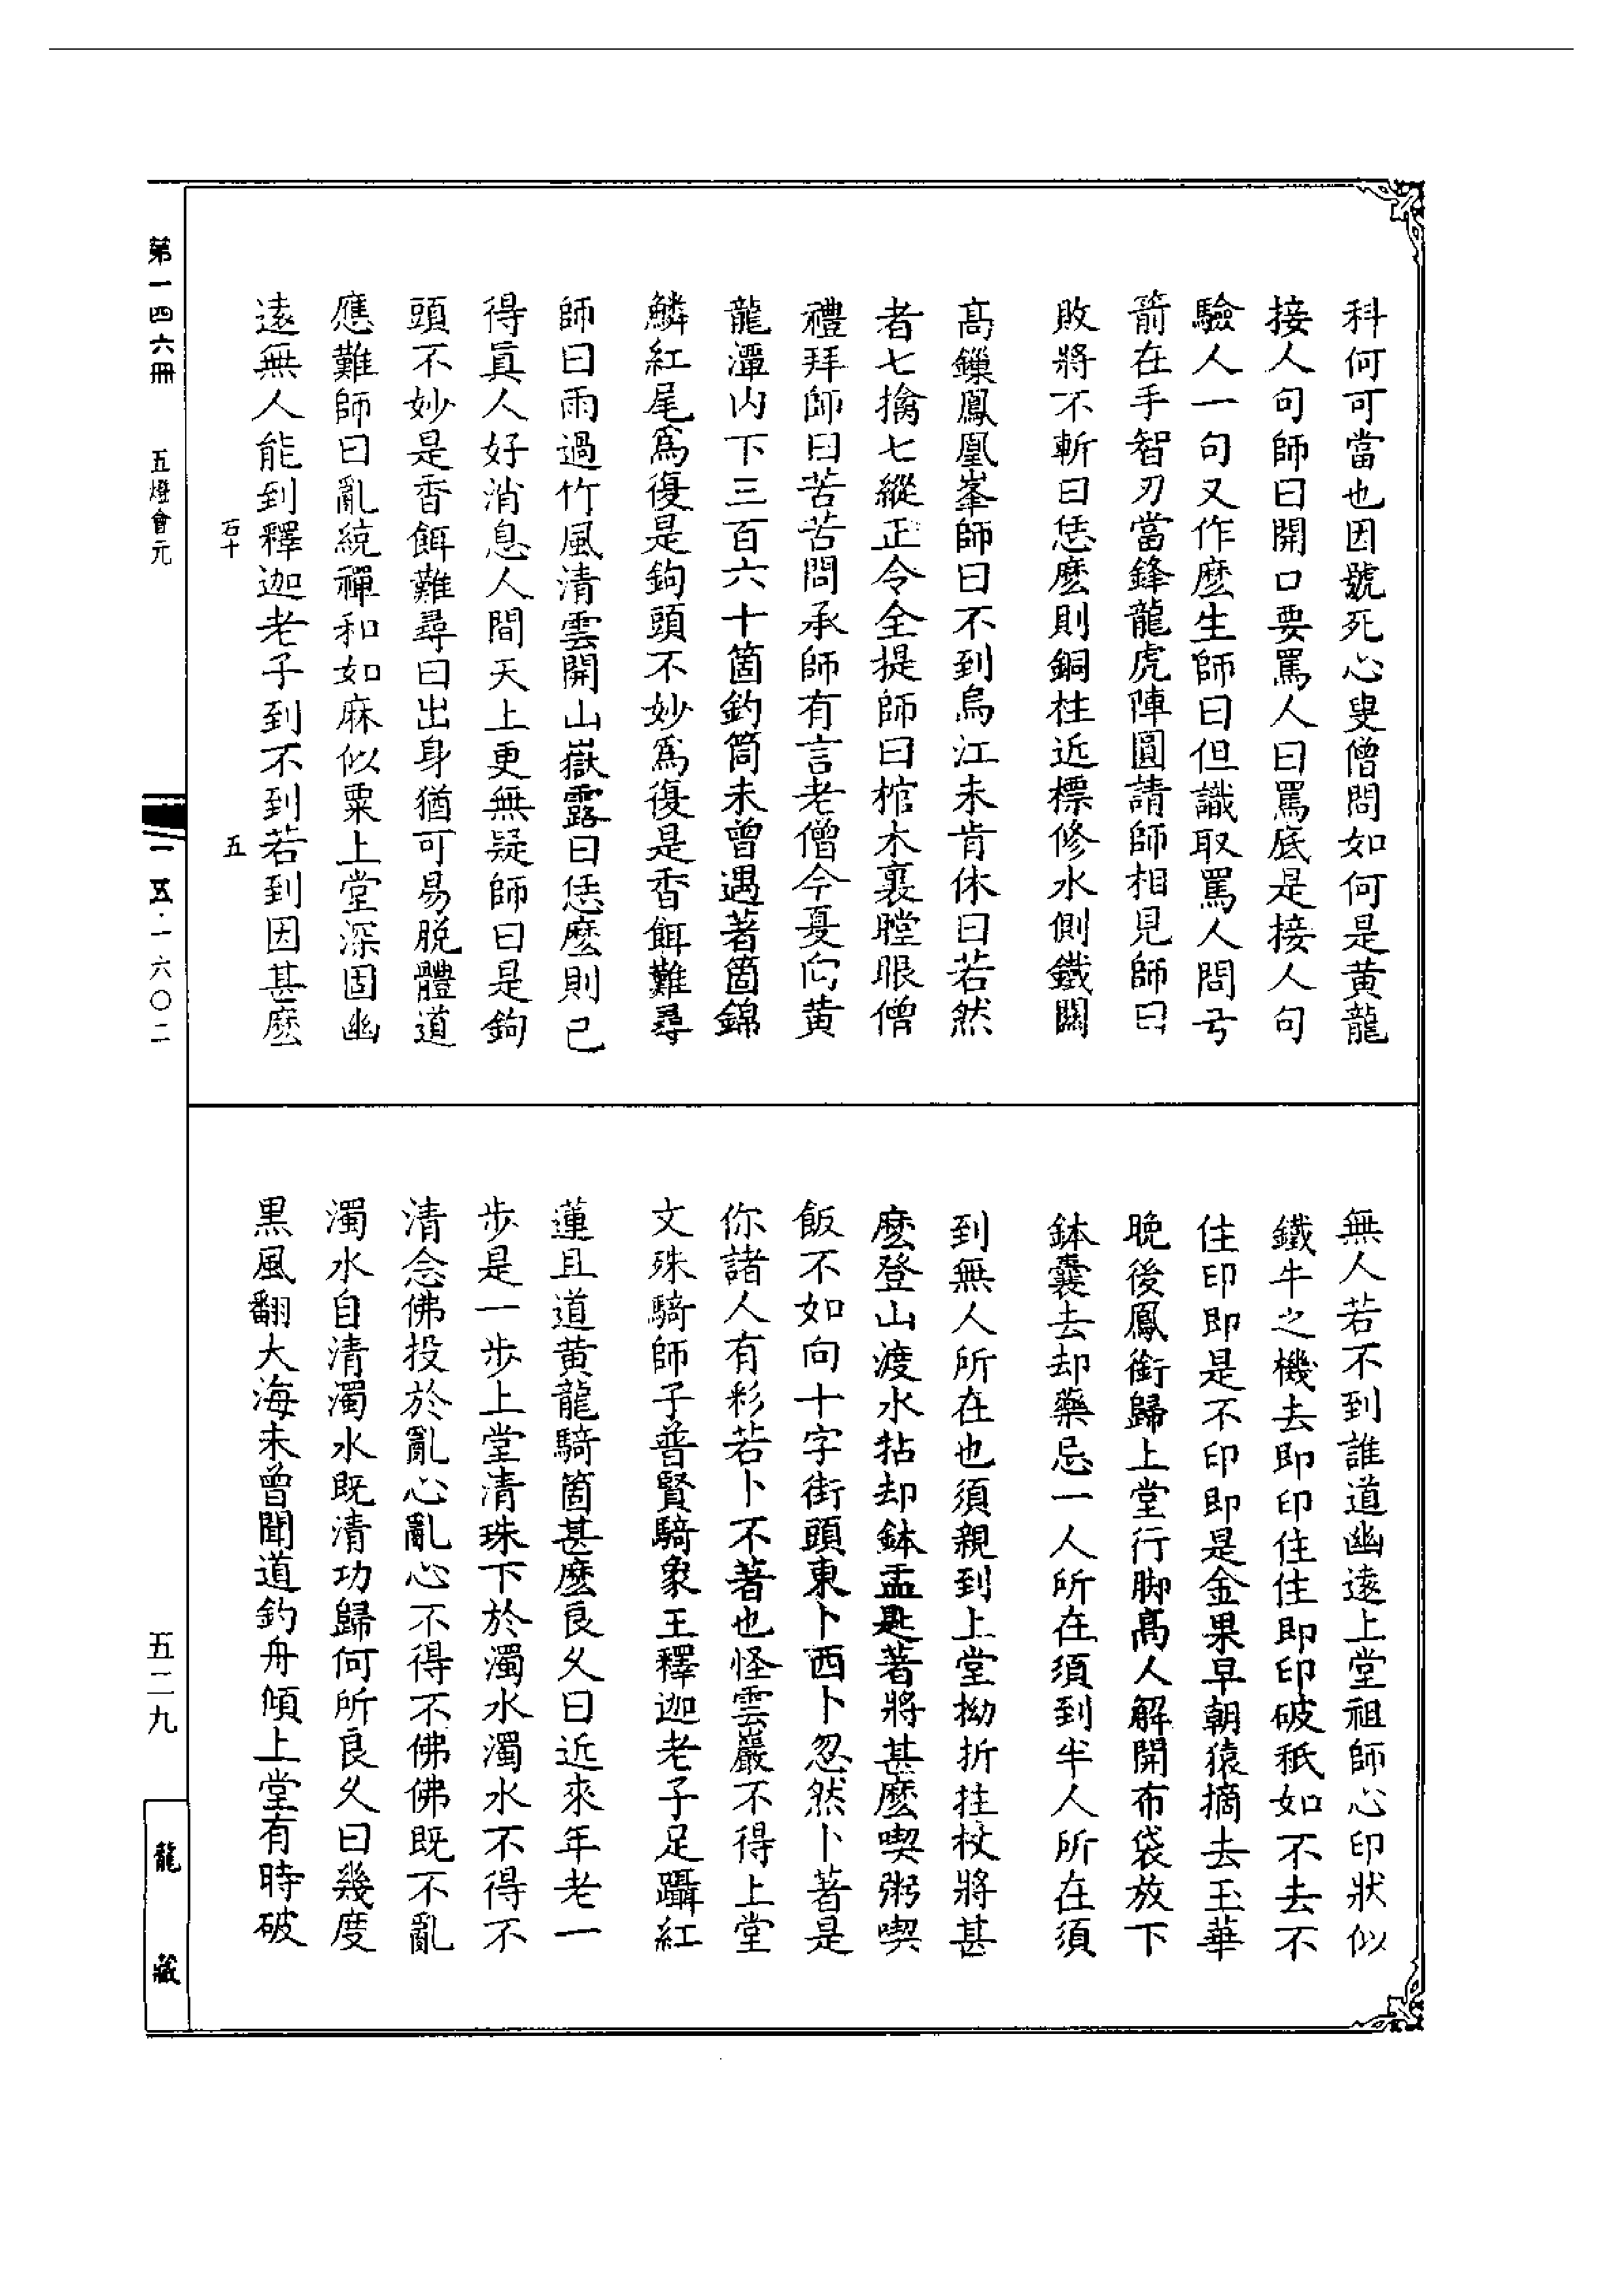 科何可當也因號死心叟僧問如何是黃龍
接人句師曰開口要罵人曰罵底是接人句
驗人一句又作麼生師曰但識取罵人問弓
箭在手智刃當鋒龍虎陣圓請師相見師曰
敗將不斬曰恁麼則銅柱近標修水側鐵關
高鏁鳳凰峯師曰不到烏江未肯休曰若然
者七擒七縱正令全提師曰棺木裏瞠眼僧
禮拜師曰苦苦問承師有言老僧今夏向黃
龍潭內下三百六十箇釣筒未曾遇著箇錦
鱗紅尾爲復是鉤頭不妙爲復是香餌難尋
師曰雨過竹風清雲開山嶽露曰恁麼則已
得真人好消息人間天上更無疑師曰是鉤
頭不妙是香餌難尋曰出身猶可易脫體道
應難師曰亂統禪和如麻似粟上堂深固幽
遠無人能到釋迦老子到不到若到因甚麼
無人若不到誰道幽遠上堂祖師心印狀似
鐵牛之機去即印住住即印破秖如不去不
住印即是不印即是金果早朝猿摘去玉華
晚後鳳銜歸上堂行脚高人解開布袋放下
鉢囊去却藥忌一人所在須到半人所在須
到無人所在也須親到上堂拗折拄杖將甚
麼登山渡水拈却鉢盂匙著將甚麼喫粥喫
飯不如向十字街頭東卜西卜忽然卜著是
你諸人有彩若卜不著也怪雲巖不得上堂
文殊騎師子普賢騎象王釋迦老子足躡紅
蓮且道黃龍騎箇甚麼良久曰近來年老一
步是一步上堂清珠下於濁水濁水不得不
清念佛投於亂心亂心不得不佛佛既不亂
濁水自清濁水既清功歸何所良久曰幾度
黑風翻大海未曾聞道釣舟傾上堂有時破
石十
五
第一四六冊
五燈會元
一五·一六〇二
五二九
龍藏